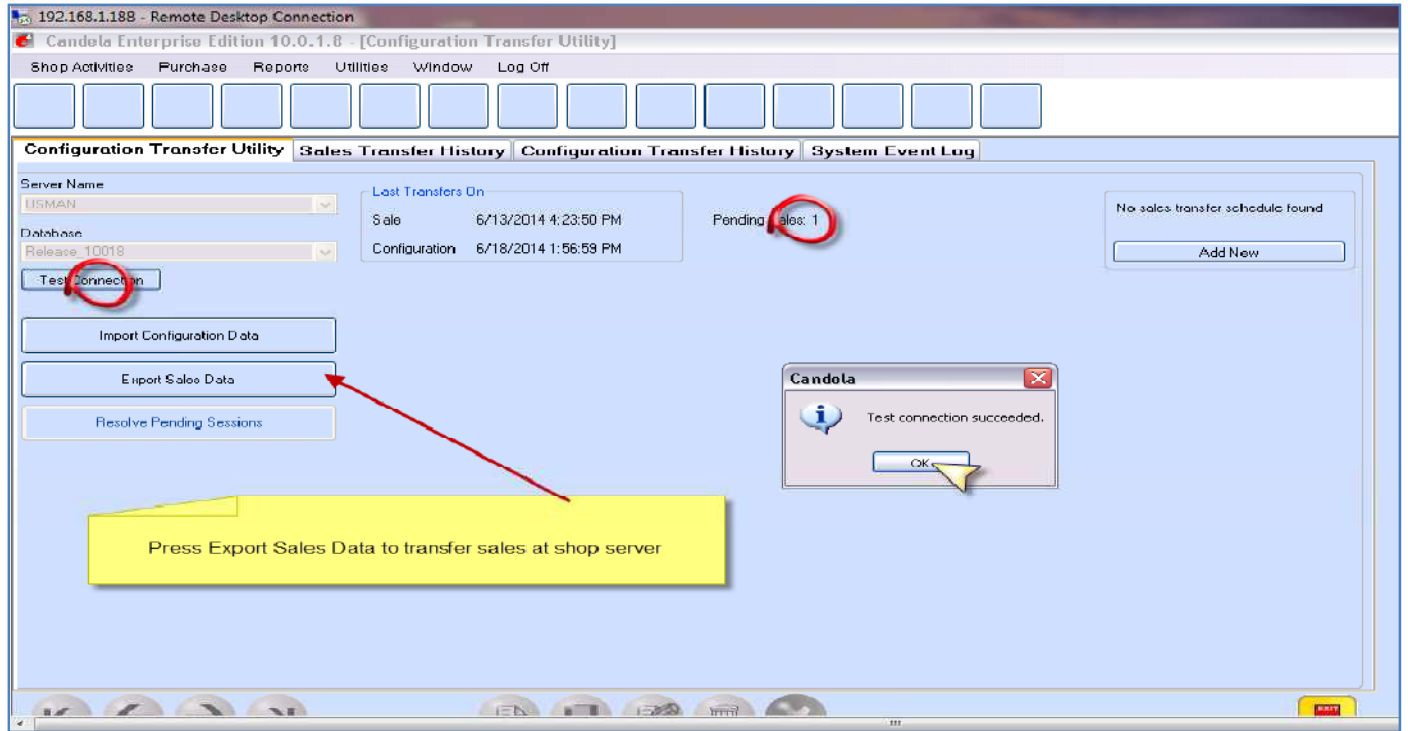 192.168.1.188 - Remote Desktop Connection
Candela Enterprise Edition 10.0.1.8 - [Configuration Transfer Utility]
Shop Activities Purchase Reports Utilities Window Log Off
Configuration Transfer Utility Sales Transfer History Configuration Transfer History System Event Log
Server Name
USMAN
Database
Release_10018
Test Connection
Last Transfers On
Sale 6/13/2014 4:23:50 PM
Configuration 6/18/2014 1:56:59 PM
Pending Sales: 1
No sales transfer schedule found
Add New
Import Configuration Data
Export Sales Data
Resolve Pending Sessions
Candela
Test connection succeeded.
OK
Press Export Sales Data to transfer sales at shop server
EXIT